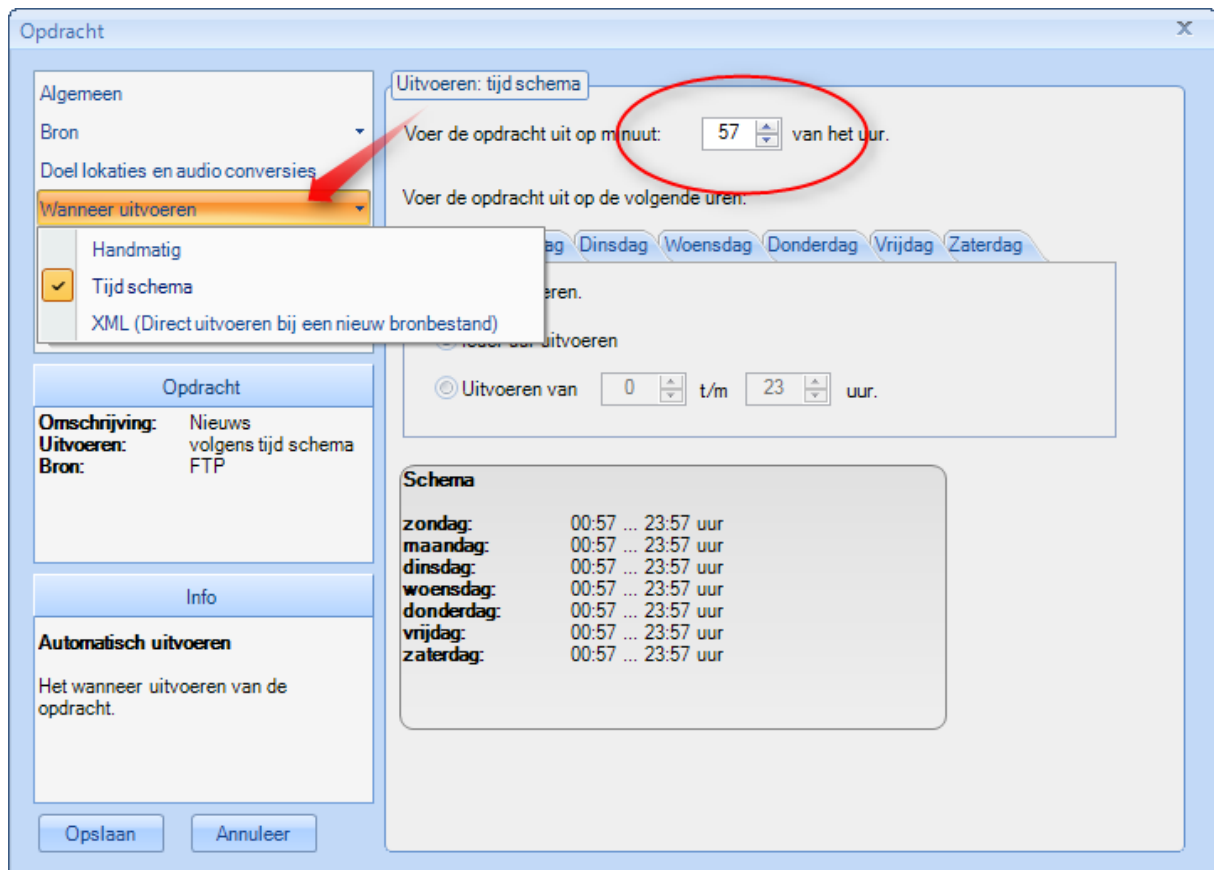 Opdracht
x
Algemeen
Bron
Doel lokaties en audio conversies
Wanneer uitvoeren
Handmatig
Tijd schema
XML (Direct uitvoeren bij een nieuw bronbestand)
Opdracht
Omschrijving: Nieuws
Uitvoeren: volgens tijd schema
Bron: FTP
Info
Automatisch uitvoeren
Het wanneer uitvoeren van de
opdracht.
Opslaan
Annuleer
Uitvoeren: tijd schema
Voer de opdracht uit op minuut: 57 van het uur.
Voer de opdracht uit op de volgende uren:
Dinsdag Woensdag Donderdag Vrijdag Zaterdag
uitvoeren
Uitvoeren van 0 t/m 23 uur.
Schema
zondag: 00:57 ... 23:57 uur
maandag: 00:57 ... 23:57 uur
dinsdag: 00:57 ... 23:57 uur
woensdag: 00:57 ... 23:57 uur
donderdag: 00:57 ... 23:57 uur
vrijdag: 00:57 ... 23:57 uur
zaterdag: 00:57 ... 23:57 uur